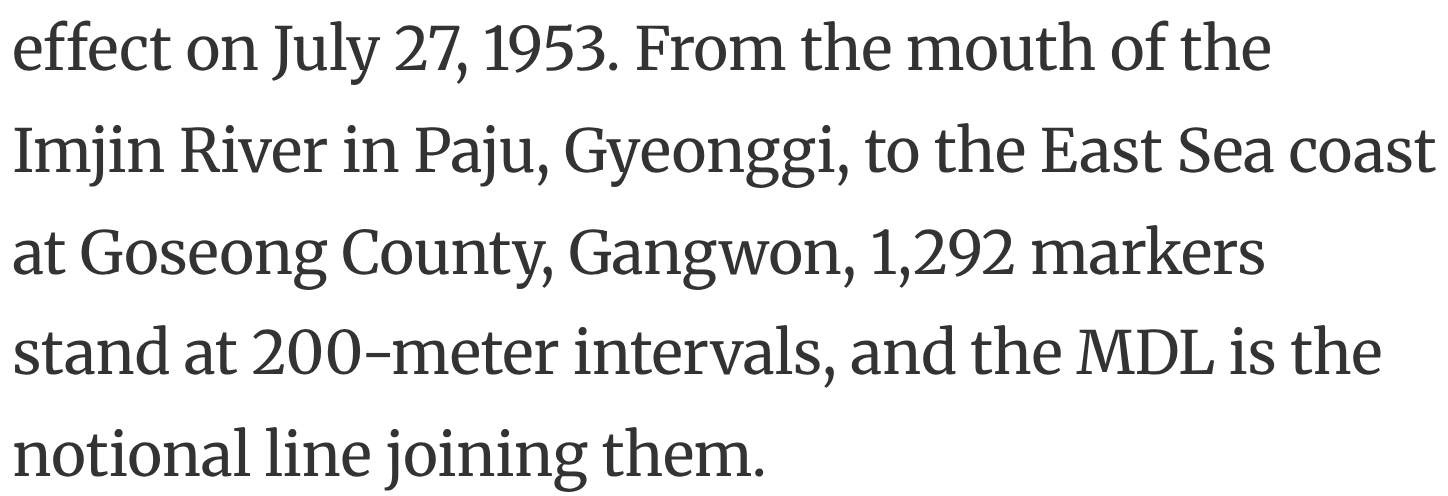 effect on July 27, 1953. From the mouth of the
Imjin River in Paju, Gyeonggi, to the East Sea coast
at Goseong County, Gangwon, 1,292 markers
stand at 200-meter intervals, and the MDL is the
notional line joining them.